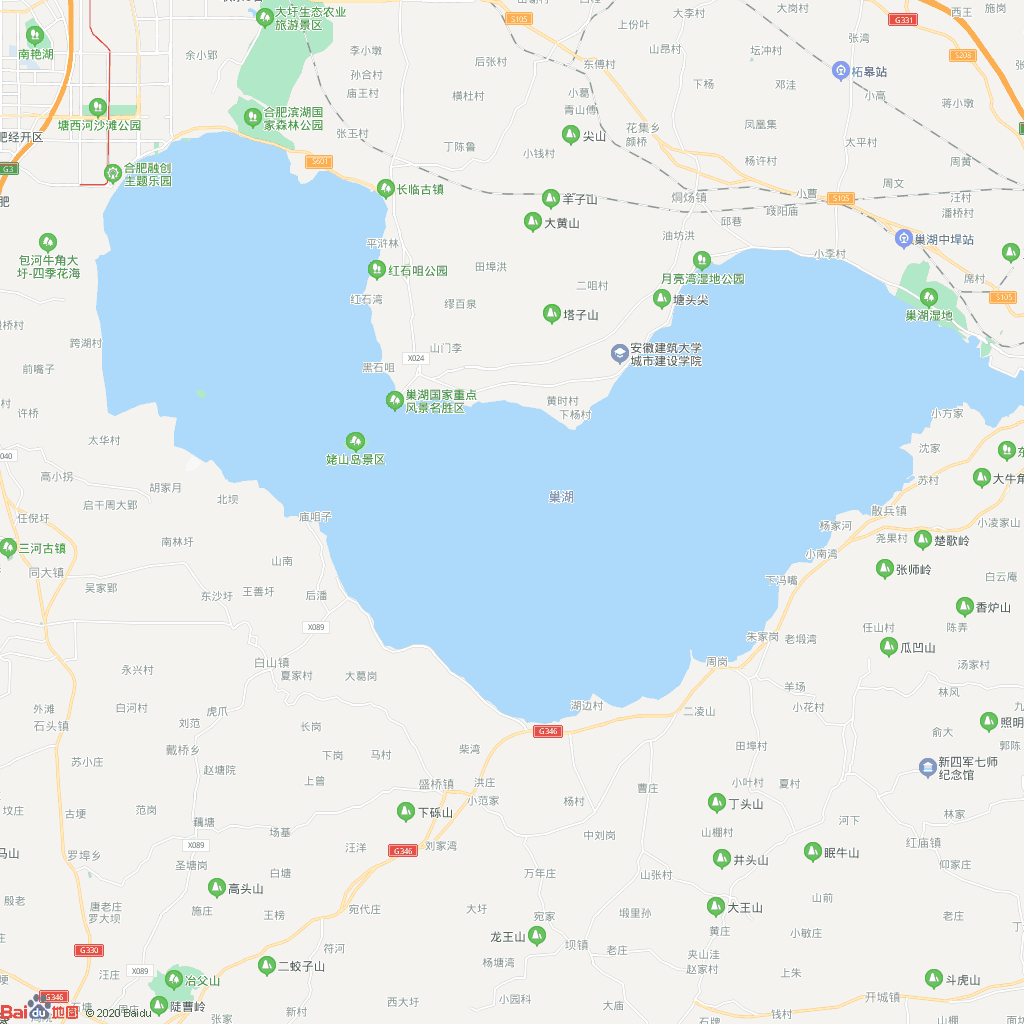 大圩生态农业
旅游景区
S105
上份叶
大李村
大岗村
G331
西王
施岗
南艳湖
余小郢
李小墩
后张村
东傅村
山昂村
坛冲村
张湾
S208
孙合村
庙王村
横杜村
小葛
青山傅
下杨
邓洼
柘皋站
小高
蒋小墩
塘西河沙滩公园
合肥滨湖国
家森林公园
张玉村
尖山
花集乡
颜桥
凤凰集
太平村
肥经开区
丁陈鲁
小钱村
杨许村
周黄
G3
合肥融创
主题乐园
S601
长临古镇
羊子山
烔炀镇
小曹
S105
周文
汪村
肥
大黄山
邱巷
歧阳庙
潘桥村
包河牛角大
圩-四季花海
平浒林
油坊洪
小李村
巢湖中埠站
红石咀公园
田埠洪
二咀村
月亮湾湿地公园
席村
红石湾
缪百泉
塘头尖
S105
塔子山
巢湖湿地
跨湖村
山门李
安徽建筑大学
城市建设学院
前嘴子
X024
黑石咀
许桥
巢湖国家重点
风景名胜区
黄时村
下杨村
小方家
太华村
姥山岛景区
沈家
040
高小拐
胡家月
苏村
大牛角
启干周大郢
北坝
巢湖
散兵镇
任倪圩
庙咀子
杨家河
小凌家山
三河古镇
南林圩
小南湾
尧果村
楚歌岭
同大镇
山南
张师岭
吴家郢
东沙圩
王善圩
后潘
下冯嘴
白云庵
香炉山
X089
朱家岗
老塅湾
任山村
陈弄
瓜凹山
永兴村
白山镇
夏家村
大葛岗
周岗
汤家村
羊场
林风
外滩
石头镇
白河村
虎爪
湖边村
二凌山
小花村
刘范
长岗
G346
照明
俞大
郭陈
戴桥乡
下岗
马村
柴湾
田埠村
苏小庄
赵塘院
上曾
盛桥镇
洪庄
曹庄
小叶村
夏村
新四军七师
纪念馆
坟庄
古埂
范岗
藕塘
下砾山
小范家
杨村
丁头山
河下
林家
场基
中刘岗
山棚村
红庙镇
马山
罗埠乡
X089
汪洋
G346
刘家湾
井头山
眠牛山
圣塘岗
白塘
万年庄
山张村
仰家庄
殷老
唐老庄
罗大坝
高头山
施庄
王榜
宛代庄
大圩
宛家
塅里孙
大王山
山前
老庄
黄庄
小敏庄
G330
符河
龙王山
坝镇
老庄
夹山洼
赵家村
X089
汪庄
治父山
二蛟子山
杨塘湾
上朱
斗虎山
G346
陡曹岭
新村
西大圩
小园科
大庙
开城镇
张家
石牌
钱村
山棚
Bai du 地图
© 2020 Baidu